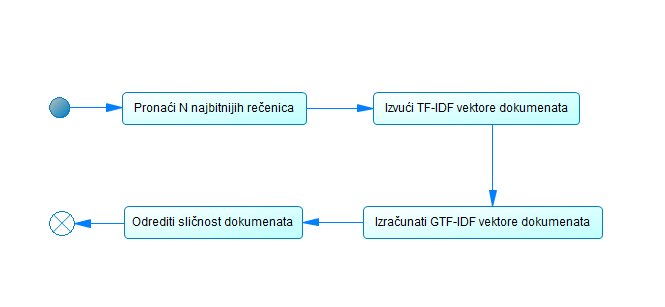 Pronaći N najbitnijih rečenica
Izvući TF-IDF vektore dokumenata
Izračunati GTF-IDF vektore dokumenata
Odrediti sličnost dokumenata